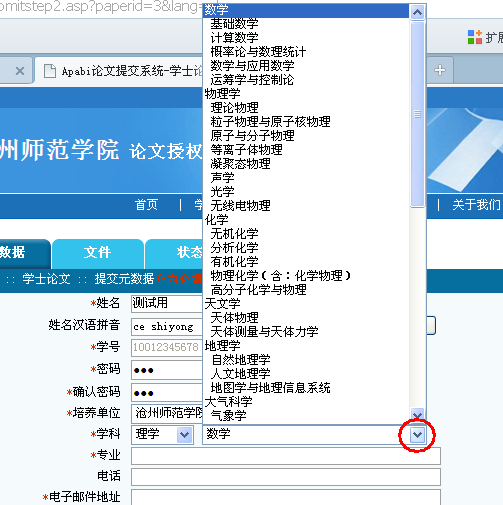 omitstep2.asp?paperid=3&lang=
扩展
Apabi论文提交系统-学士论
州师范学院 论文授权
首页 |
| 关于我们
数据 文件 状态
:: 学士论文 :: 提交元数据
数学
基础数学
计算数学
概率论与数理统计
数学与应用数学
运筹学与控制论
物理学
理论物理
粒子物理与原子核物理
原子与分子物理
等离子体物理
凝聚态物理
声学
光学
无线电物理
化学
无机化学
分析化学
有机化学
物理化学(含:化学物理)
高分子化学与物理
天文学
天体物理
天体测量与天体力学
地理学
自然地理学
人文地理学
地图学与地理信息系统
大气科学
气象学
*姓名 测试用
姓名汉语拼音 ce shiyong
*学号 10012345678
*密码 ●●●
*确认密码 ●●●
*培养单位 沧州师范学院
*学科 理学 数学
*专业
电话
*电子邮件地址